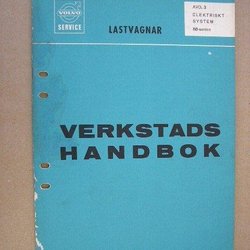 VOLVO
SERVICE
LASTVAGNAR
AVD. 3
ELEKTRISKT
SYSTEM
VERKSTADS
HANDBOK